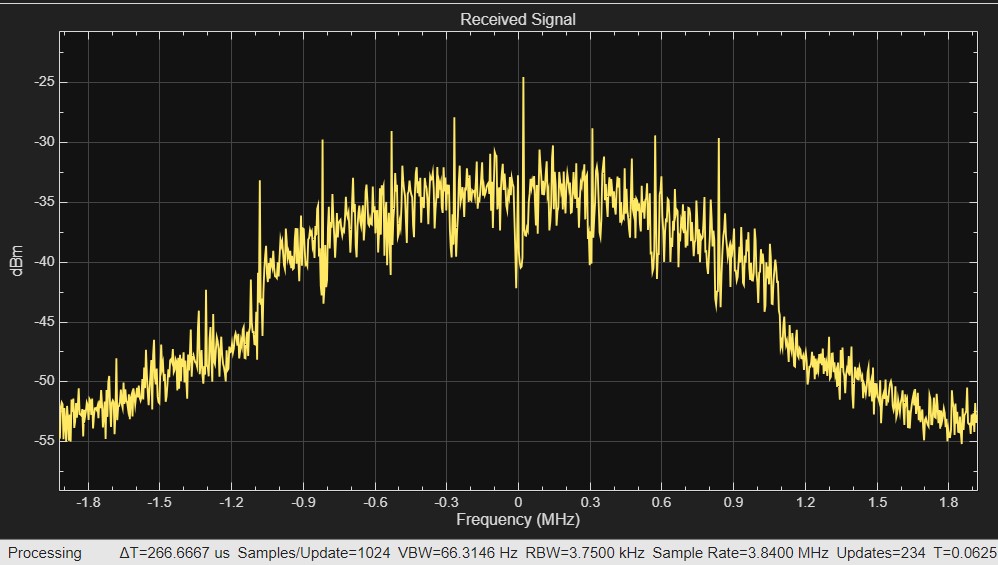 Received Signal
dBm
-25
-30
-35
-40
-45
-50
-55
-1.8 -1.5 -1.2 -0.9 -0.6 -0.3 0 0.3 0.6 0.9 1.2 1.5 1.8
Frequency (MHz)
Processing ΔT=266.6667 us Samples/Update=1024 VBW=66.3146 Hz RBW=3.7500 kHz Sample Rate=3.8400 MHz Updates=234 T=0.0625